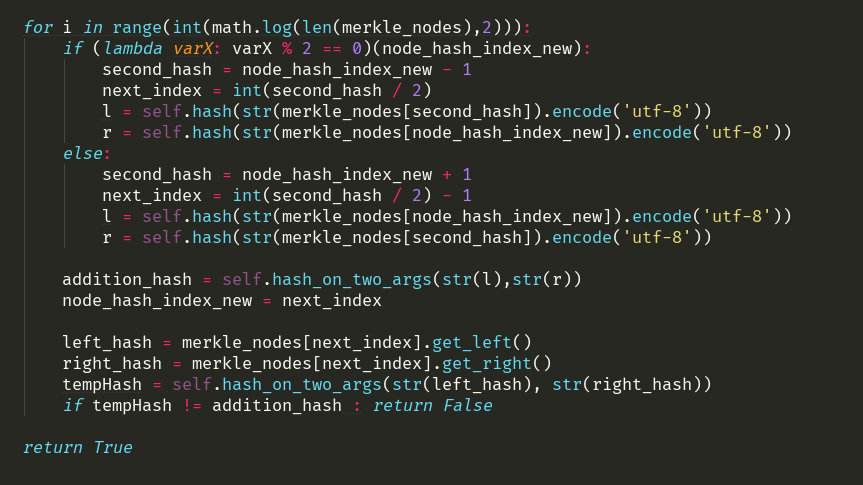 for i in range(int(math.log(len(merkle_nodes),2))):
    if (lambda varX: varX % 2 == 0)(node_hash_index_new):
        second_hash = node_hash_index_new - 1
        next_index = int(second_hash / 2)
        l = self.hash(str(merkle_nodes[second_hash]).encode('utf-8'))
        r = self.hash(str(merkle_nodes[node_hash_index_new]).encode('utf-8'))
    else:
        second_hash = node_hash_index_new + 1
        next_index = int(second_hash / 2) - 1
        l = self.hash(str(merkle_nodes[node_hash_index_new]).encode('utf-8'))
        r = self.hash(str(merkle_nodes[second_hash]).encode('utf-8'))

    addition_hash = self.hash_on_two_args(str(l),str(r))
    node_hash_index_new = next_index

    left_hash = merkle_nodes[next_index].get_left()
    right_hash = merkle_nodes[next_index].get_right()
    tempHash = self.hash_on_two_args(str(left_hash), str(right_hash))
    if tempHash != addition_hash : return False

return True